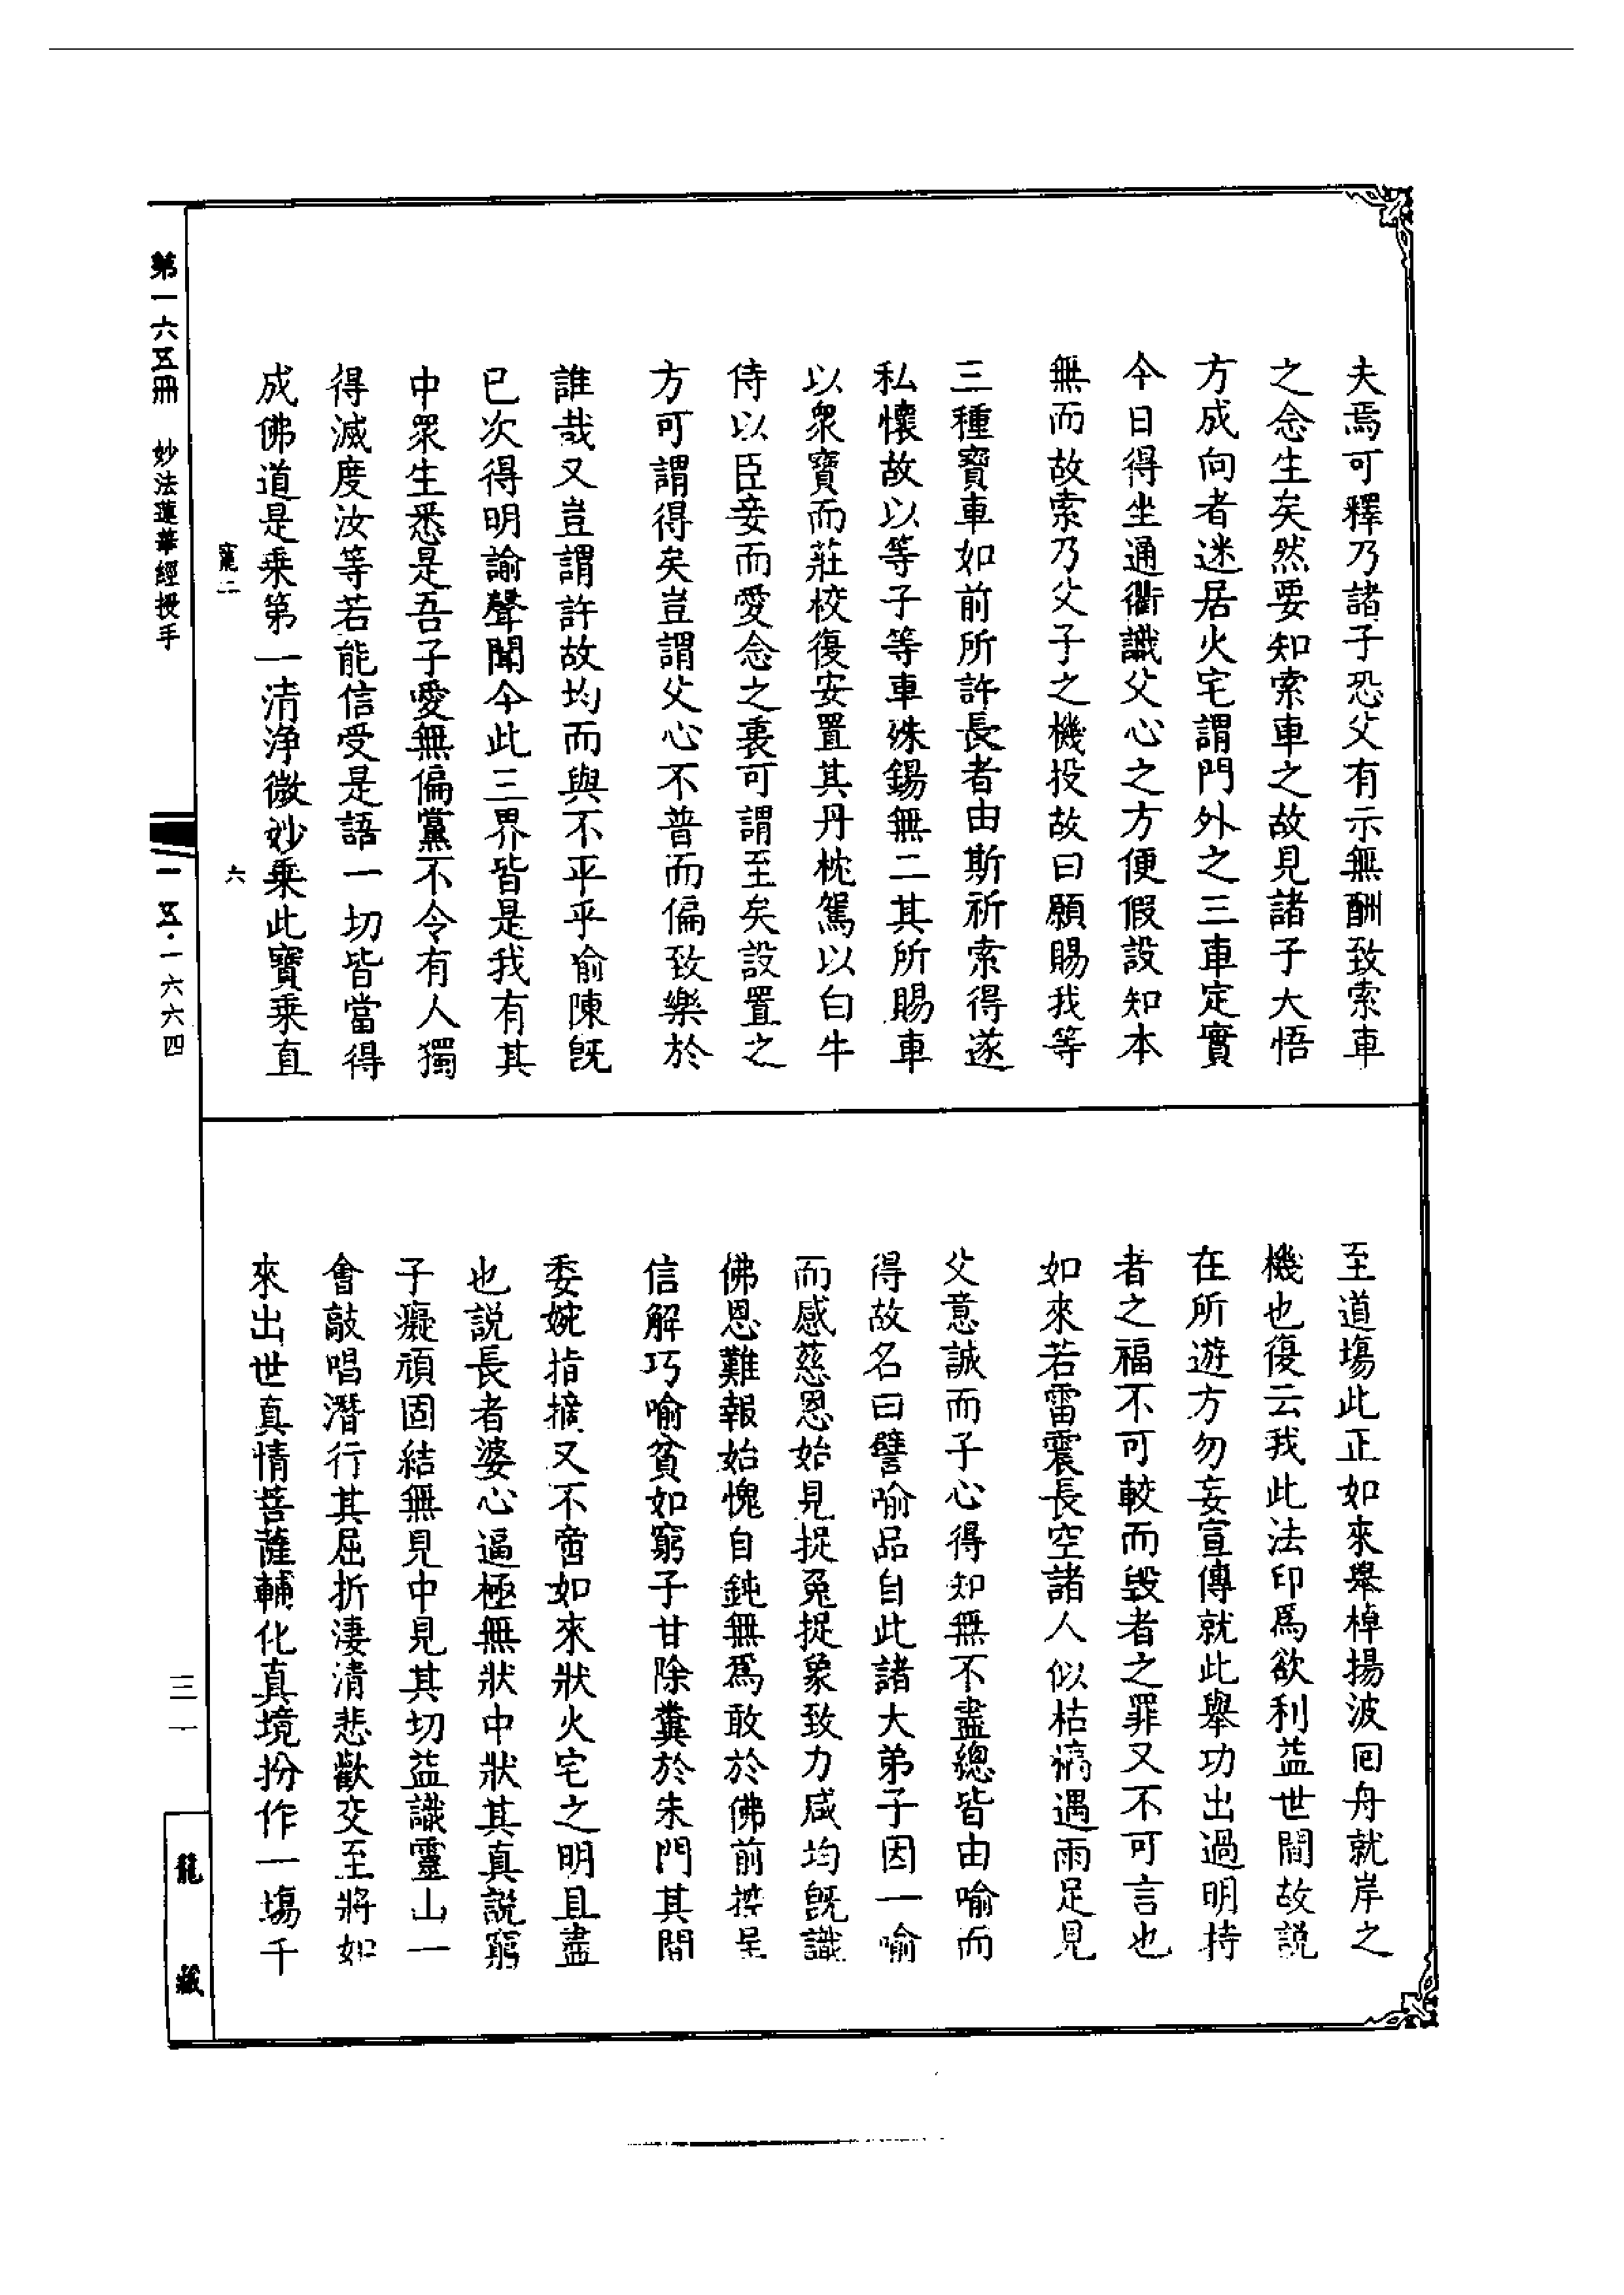 夫焉可釋乃諸子恐父有示無酬致索車
之念生矣然要知索車之故見諸子大悟
方成向者迷居火宅謂門外之三車定實
今日得坐通衢識父心之方便假設知本
無而故索乃父子之機投故曰願賜我等
三種寶車如前所許長者由斯祈索得遂
私懷故以等子等車殊錫無二其所賜車
以衆寶而莊校復安置其丹枕駕以白牛
侍以臣妾而愛念之裏可謂至矣設置之
方可謂得矣豈謂父心不普而偏致樂於
誰哉又豈謂許故均而與不平乎喻陳旣
已次得明諭聲聞今此三界皆是我有其
中衆生悉是吾子愛無偏黨不令有人獨
得滅度汝等若能信受是語一切皆當得
成佛道是乘第一清淨微妙乘此寶乘直
寵二
六
至道塲此正如來舉棹揚波囘舟就岸之
機也復云我此法印爲欲利益世間故説
在所遊方勿妄宣傳就此舉功出過明持
者之福不可較而毁者之罪又不可言也
如來若雷震長空諸人似枯槁遇雨足見
父意誠而子心得知無不盡總皆由喻而
得故名曰譬喻品自此諸大弟子因一喻
而感慈恩始見捉兔捉象致力咸均旣識
佛恩難報始愧自鈍無爲敢於佛前撰呈
信解巧喻貧如窮子甘除糞於朱門其間
委婉指摘又不啻如來狀火宅之明且盡
也説長者婆心逼極無狀中狀其真説窮
子癡頑固結無見中見其切益識靈山一
會敲唱潛行其屈折淒清悲歡交至將如
來出世真情菩薩輔化真境扮作一塲千
第一六五冊　妙法蓮華經授手
一五·一六六四
三一
龍藏